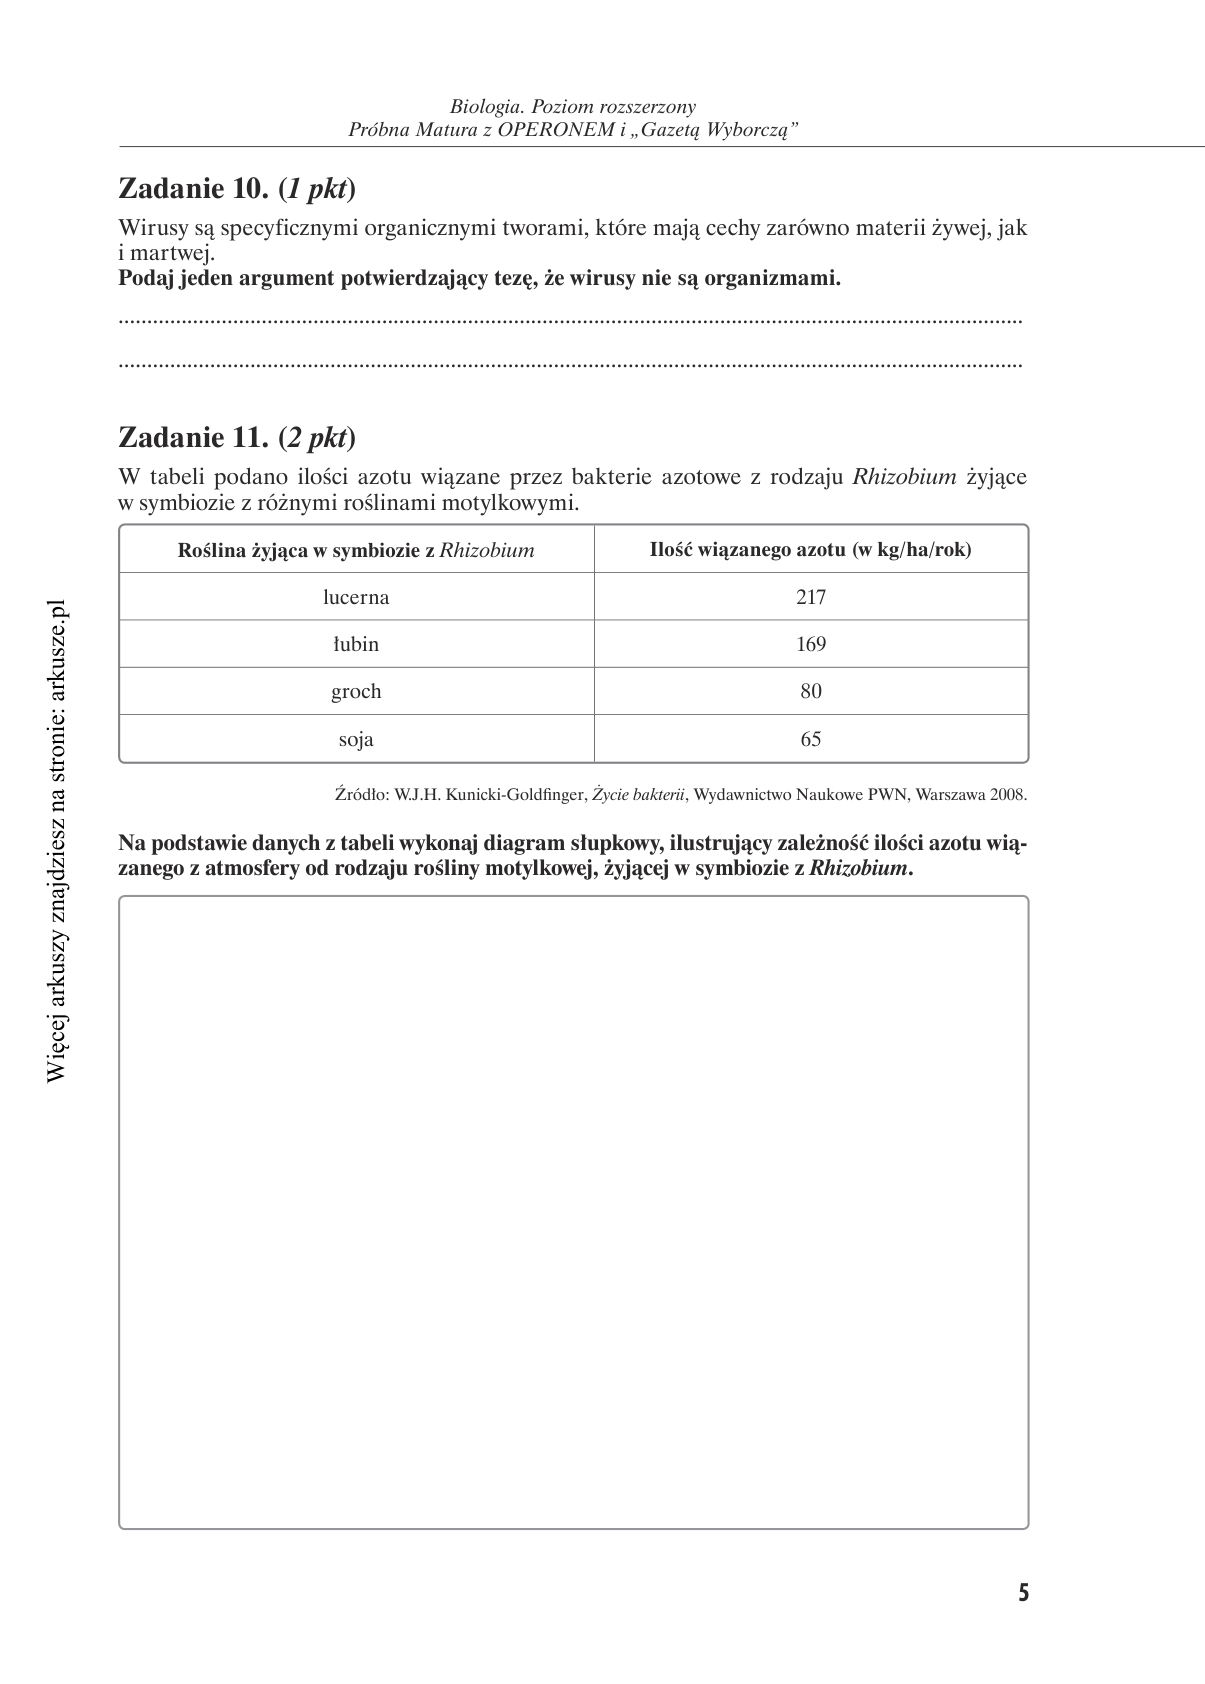 Biologia. Poziom rozszerzony
Próbna Matura z OPERONEM i „Gazetą Wyborczą”
Zadanie 10. (1 pkt)
Wirusy są specyficznymi organicznymi tworami, które mają cechy zarówno materii żywej, jak
i martwej.
Podaj jeden argument potwierdzający tezę, że wirusy nie są organizmami.
Zadanie 11. (2 pkt)
W tabeli podano ilości azotu wiązane przez bakterie azotowe z rodzaju Rhizobium żyjące
w symbiozie z różnymi roślinami motylkowymi.
Roślina żyjąca w symbiozie z Rhizobium Ilość wiązanego azotu (w kg/ha/rok)
lucerna 217
łubin 169
groch 80
soja 65
Źródło: W.J.H. Kunicki-Goldfinger, Życie bakterii, Wydawnictwo Naukowe PWN, Warszawa 2008.
Na podstawie danych z tabeli wykonaj diagram słupkowy, ilustrujący zależność ilości azotu wią-
zanego z atmosfery od rodzaju rośliny motylkowej, żyjącej w symbiozie z Rhizobium.
Więcej arkuszy znajdziesz na stronie: arkusze.pl
5